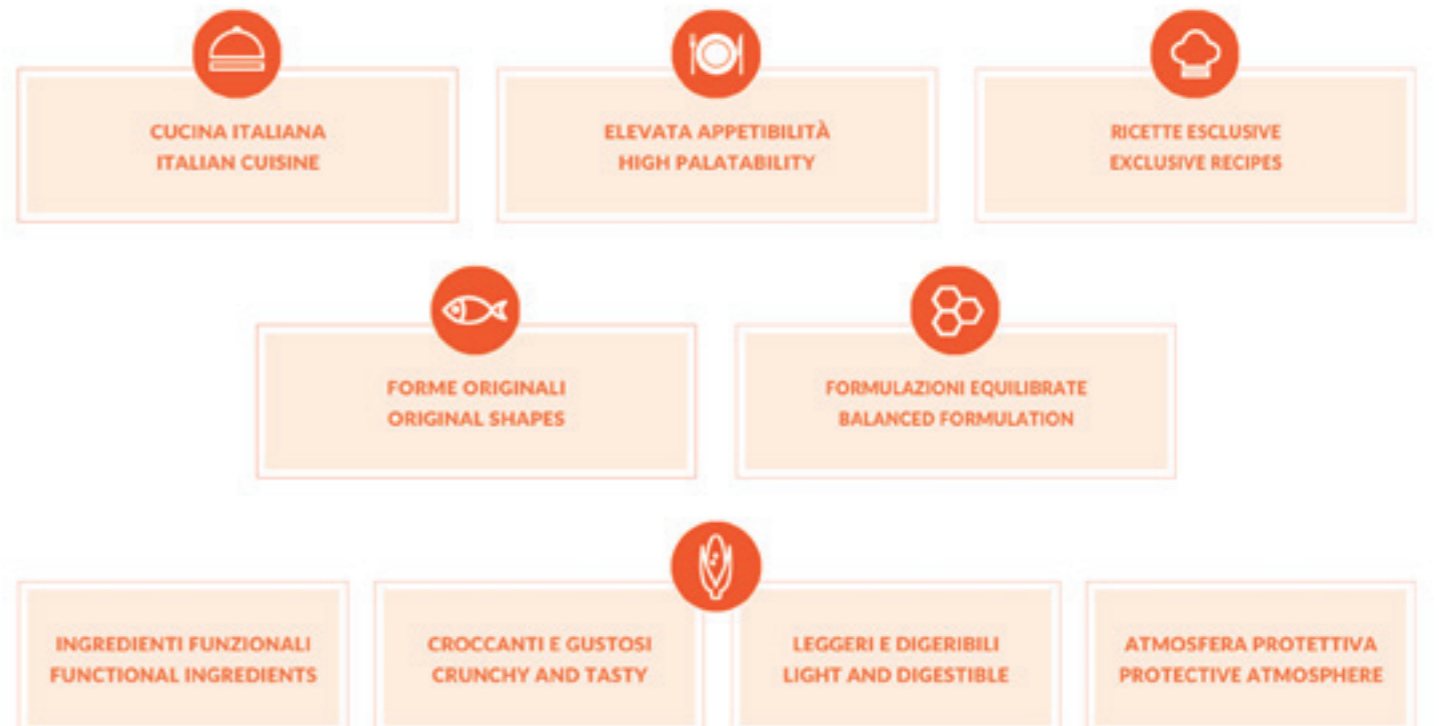 CUCINA ITALIANA
ITALIAN CUISINE
ELEVATA APPETIBILITÀ
HIGH PALATABILITY
RICETTE ESCLUSIVE
EXCLUSIVE RECIPES
FORME ORIGINALI
ORIGINAL SHAPES
FORMULAZIONI EQUILIBRATE
BALANCED FORMULATION
INGREDIENTI FUNZIONALI
FUNCTIONAL INGREDIENTS
CROCCANTI E GUSTOSI
CRUNCHY AND TASTY
LEGGERI E DIGERIBILI
LIGHT AND DIGESTIBLE
ATMOSFERA PROTETTIVA
PROTECTIVE ATMOSPHERE